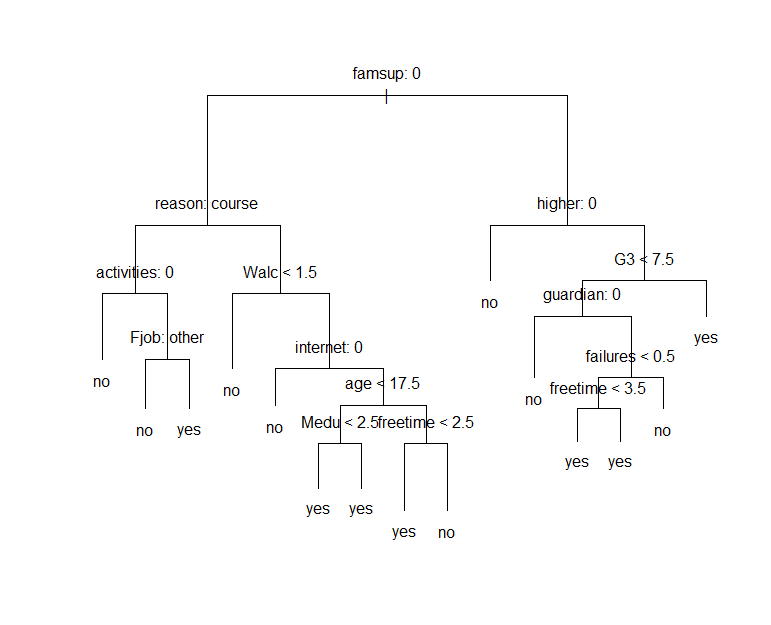 famsup: 0
reason: course
higher: 0
G3 < 7.5
activities: 0
Walc < 1.5
guardian: 0
no
Fjob: other
yes
internet: 0
failures < 0.5
no
age < 17.5
no
freetime < 3.5
no
no
yes
no
Medu < 2.5
freetime < 2.5
no
yes
yes
yes
yes
yes
no